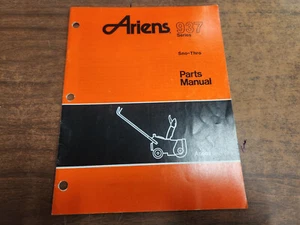 Ariens 937
Series
Sno-Thro
Parts
Manual